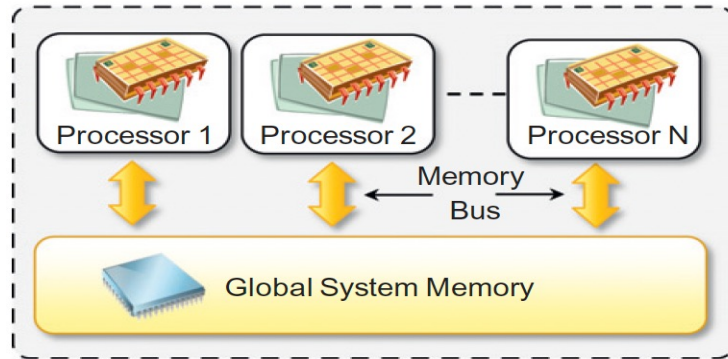 Processor 1
Processor 2
Processor N
Memory
Bus
Global System Memory